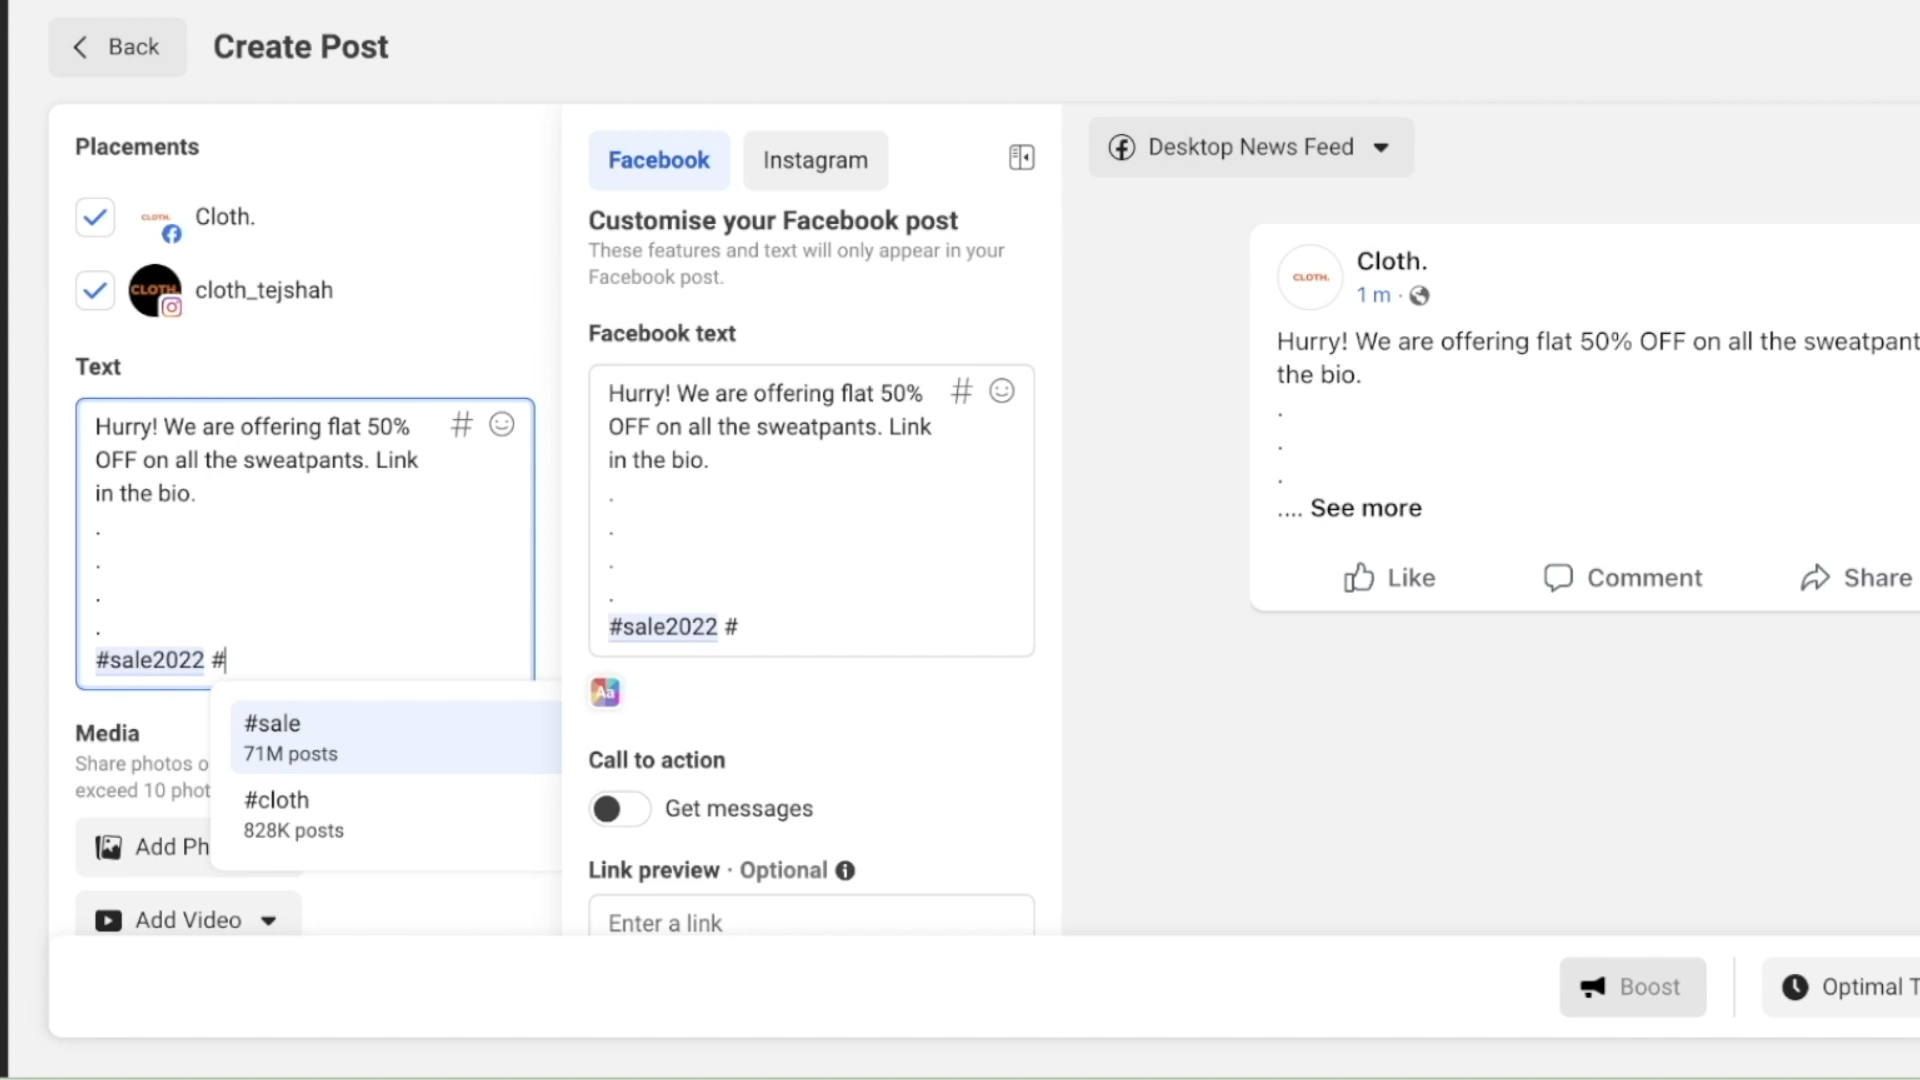 Back
Create Post
Placements
CLOTH.
Cloth.
CLOTH.
cloth_tejshah
Text
Hurry! We are offering flat 50%
OFF on all the sweatpants. Link
in the bio.
.
.
.
.
#sale2022 #
#sale
71M posts
#cloth
828K posts
Media
Share photos o
exceed 10 phot
Add Ph
Add Video
Facebook
Instagram
Customise your Facebook post
These features and text will only appear in your
Facebook post.
Facebook text
Hurry! We are offering flat 50%
OFF on all the sweatpants. Link
in the bio.
.
.
.
.
#sale2022 #
Aa
Call to action
Get messages
Link preview · Optional
Enter a link
Desktop News Feed
CLOTH.
Cloth.
1 m ·
Hurry! We are offering flat 50% OFF on all the sweatpant
the bio.
.
.
.
.... See more
Like
Comment
Share
Boost
Optimal T